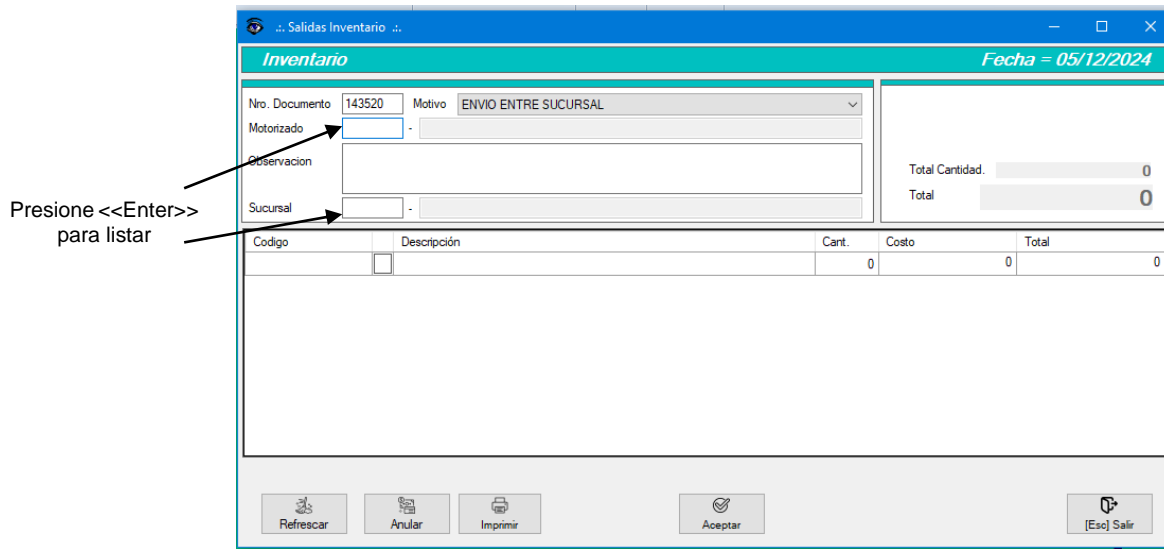 .:. Salidas Inventario .:.
Inventario Fecha = 05/12/2024
Nro. Documento 143520 Motivo ENVIO ENTRE SUCURSAL
Motorizado -
Observacion
Total Cantidad. 0
Total 0
Presione <<Enter>>
para listar
Sucursal -
Codigo Descripción Cant. Costo Total
0 0 0
Refrescar Anular Imprimir Aceptar [Esc] Salir